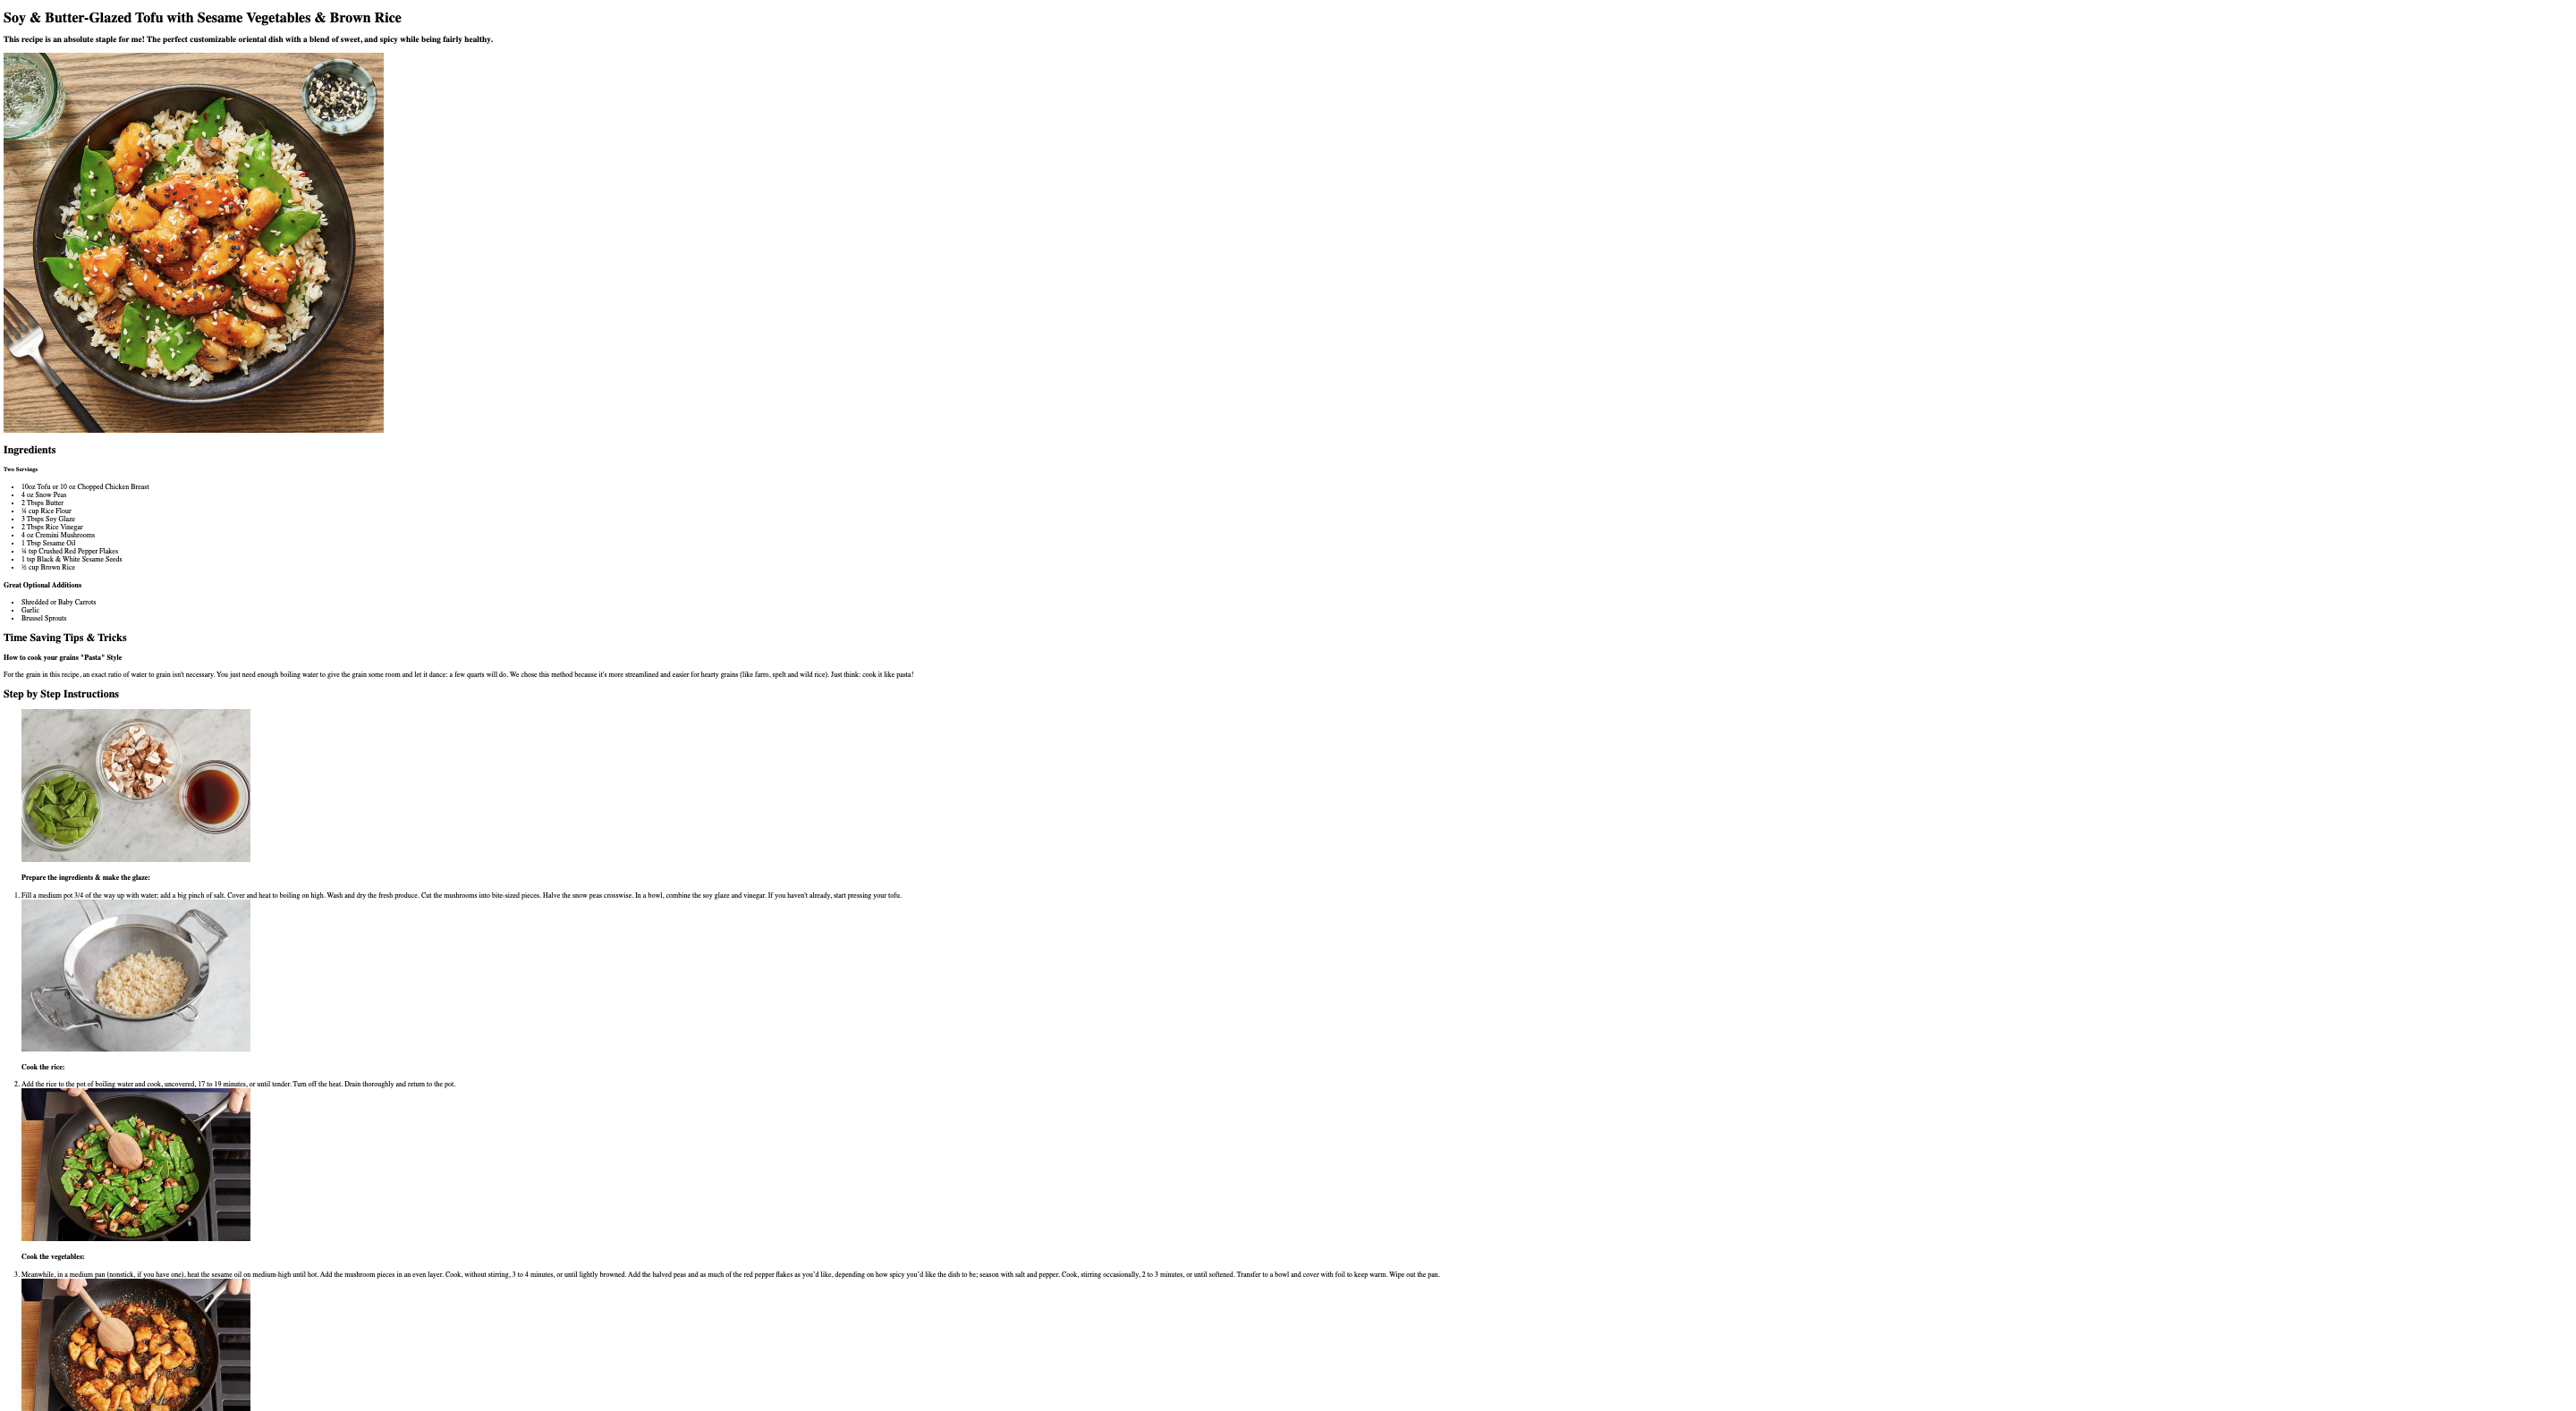 Soy & Butter-Glazed Tofu with Sesame Vegetables & Brown Rice
This recipe is an absolute staple for me! The perfect customizable oriental dish with a blend of sweet, and spicy while being fairly healthy.
Ingredients
Two Servings
• 10oz Tofu or 10 oz Chopped Chicken Breast
• 4 oz Snow Peas
• 2 Tbsps Butter
• ¼ cup Rice Flour
• 3 Tbsps Soy Glaze
• 2 Tbsps Rice Vinegar
• 4 oz Cremini Mushrooms
• 1 Tbsp Sesame Oil
• ¼ tsp Crushed Red Pepper Flakes
• 1 tsp Black & White Sesame Seeds
• ½ cup Brown Rice
Great Optional Additions
• Shredded or Baby Carrots
• Garlic
• Brussel Sprouts
Time Saving Tips & Tricks
How to cook your grains "Pasta" Style
For the grain in this recipe, an exact ratio of water to grain isn't necessary. You just need enough boiling water to give the grain some room and let it dance: a few quarts will do. We chose this method because it's more streamlined and easier for hearty grains (like farro, spelt and wild rice). Just think: cook it like pasta!
Step by Step Instructions
Prepare the ingredients & make the glaze:
1. Fill a medium pot 3/4 of the way up with water; add a big pinch of salt. Cover and heat to boiling on high. Wash and dry the fresh produce. Cut the mushrooms into bite-sized pieces. Halve the snow peas crosswise. In a bowl, combine the soy glaze and vinegar. If you haven't already, start pressing your tofu.
Cook the rice:
2. Add the rice to the pot of boiling water and cook, uncovered, 17 to 19 minutes, or until tender. Turn off the heat. Drain thoroughly and return to the pot.
Cook the vegetables:
3. Meanwhile, in a medium pan (nonstick, if you have one), heat the sesame oil on medium-high until hot. Add the mushroom pieces in an even layer. Cook, without stirring, 3 to 4 minutes, or until lightly browned. Add the halved peas and as much of the red pepper flakes as you'd like, depending on how spicy you'd like the dish to be; season with salt and pepper. Cook, stirring occasionally, 2 to 3 minutes, or until softened. Transfer to a bowl and cover with foil to keep warm. Wipe out the pan.